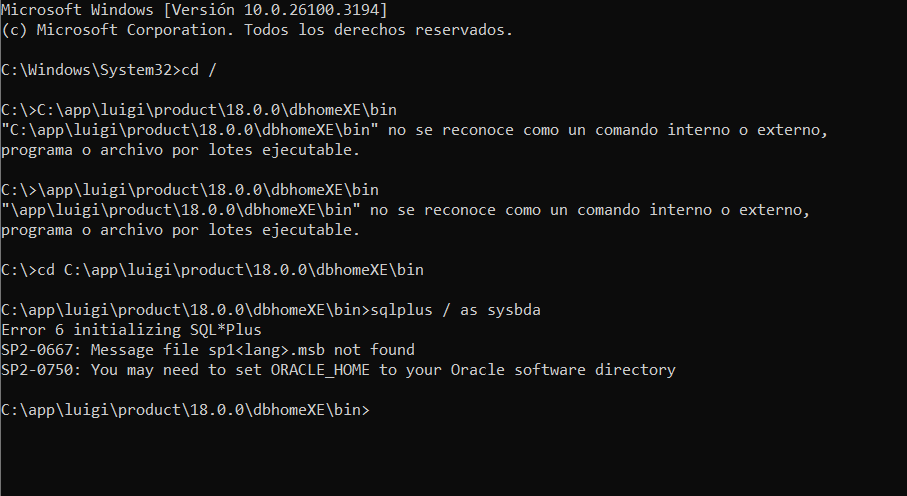 Microsoft Windows [Versión 10.0.26100.3194]
(c) Microsoft Corporation. Todos los derechos reservados.
C:\Windows\System32>cd /
C:\>C:\app\luigi\product\18.0.0\dbhomeXE\bin
"C:\app\luigi\product\18.0.0\dbhomeXE\bin" no se reconoce como un comando interno o externo,
programa o archivo por lotes ejecutable.
C:\>\app\luigi\product\18.0.0\dbhomeXE\bin
"\app\luigi\product\18.0.0\dbhomeXE\bin" no se reconoce como un comando interno o externo,
programa o archivo por lotes ejecutable.
C:\>cd C:\app\luigi\product\18.0.0\dbhomeXE\bin
C:\app\luigi\product\18.0.0\dbhomeXE\bin>sqlplus / as sysbda
Error 6 initializing SQL*Plus
SP2-0667: Message file sp1<lang>.msb not found
SP2-0750: You may need to set ORACLE_HOME to your Oracle software directory
C:\app\luigi\product\18.0.0\dbhomeXE\bin>